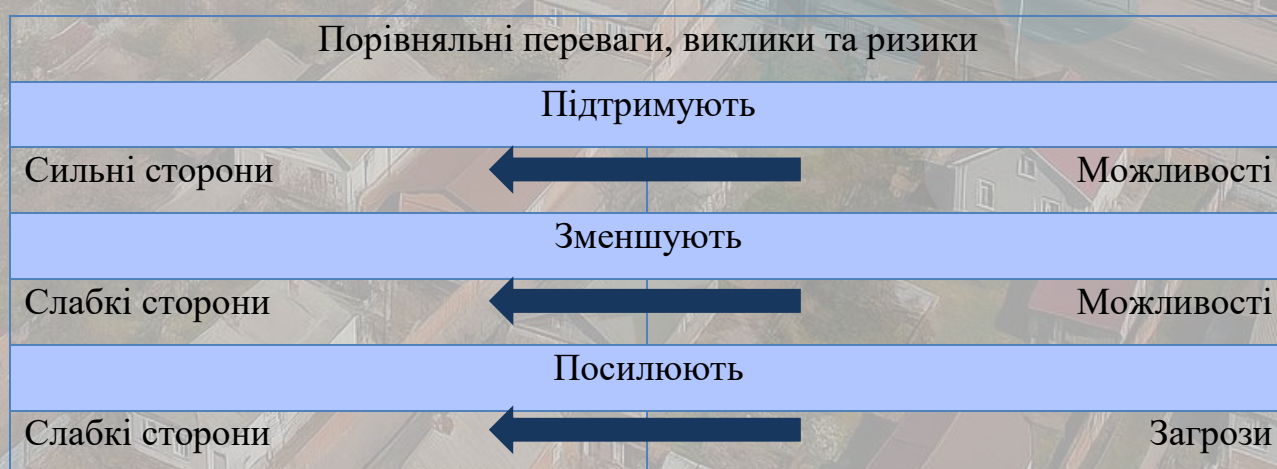 Порівняльні переваги, виклики та ризики
Підтримують
Сильні сторони Можливості
Зменшують
Слабкі сторони Можливості
Посилюють
Слабкі сторони Загрози